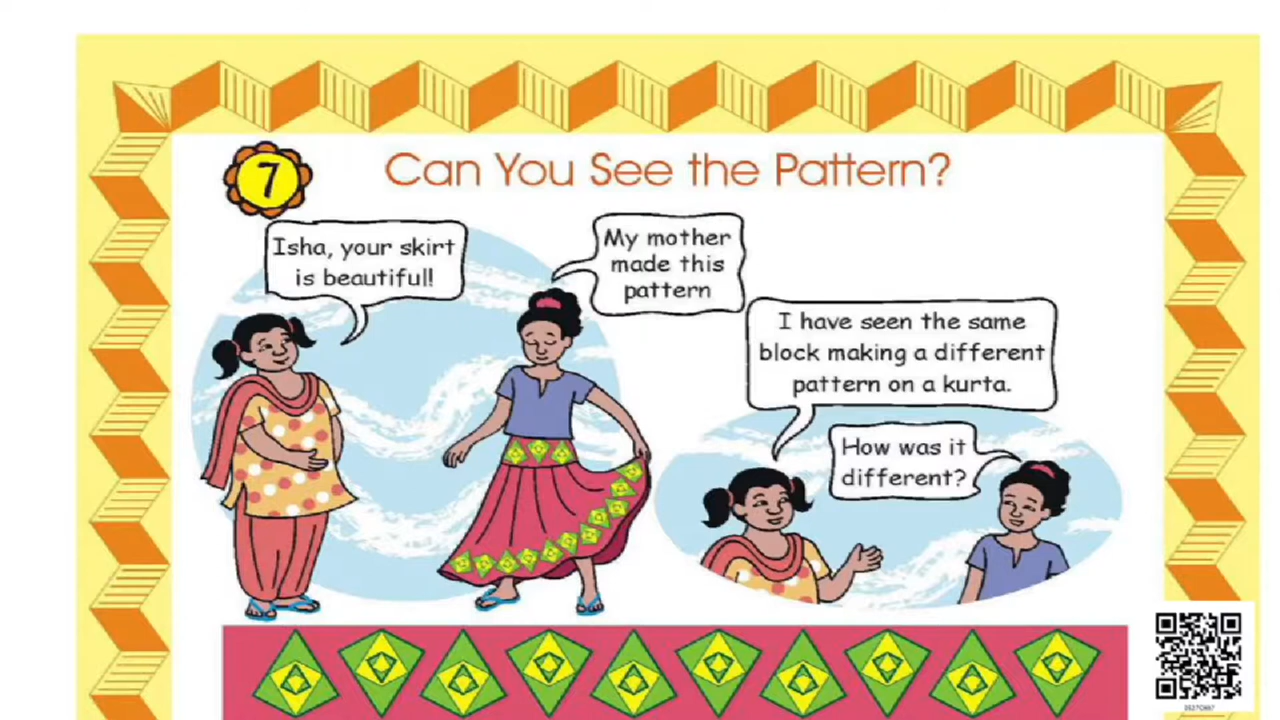 7
Can You See the Pattern?
Isha, your skirt
is beautiful!
My mother
made this
pattern
I have seen the same
block making a different
pattern on a kurta.
How was it
different?